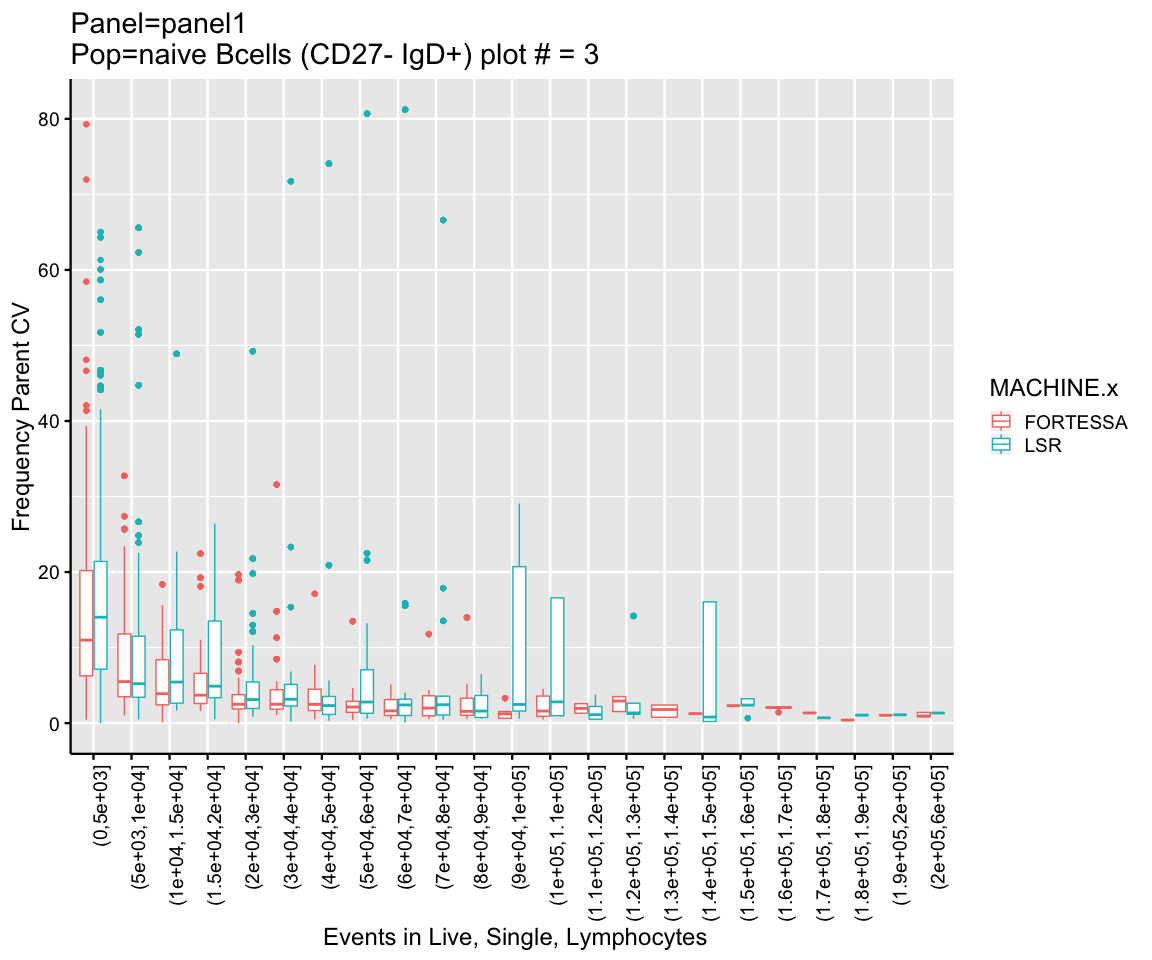 Panel=panel1
Pop=naive Bcells (CD27- IgD+) plot # = 3
80
60
40
20
0
Frequency Parent CV
(0,5e+03]
(5e+03,1e+04]
(1e+04,1.5e+04]
(1.5e+04,2e+04]
(2e+04,3e+04]
(3e+04,4e+04]
(4e+04,5e+04]
(5e+04,6e+04]
(6e+04,7e+04]
(7e+04,8e+04]
(8e+04,9e+04]
(9e+04,1e+05]
(1e+05,1.1e+05]
(1.1e+05,1.2e+05]
(1.2e+05,1.3e+05]
(1.3e+05,1.4e+05]
(1.4e+05,1.5e+05]
(1.5e+05,1.6e+05]
(1.6e+05,1.7e+05]
(1.7e+05,1.8e+05]
(1.8e+05,1.9e+05]
(1.9e+05,2e+05]
(2e+05,6e+05]
Events in Live, Single, Lymphocytes
MACHINE.x
FORTESSA
LSR